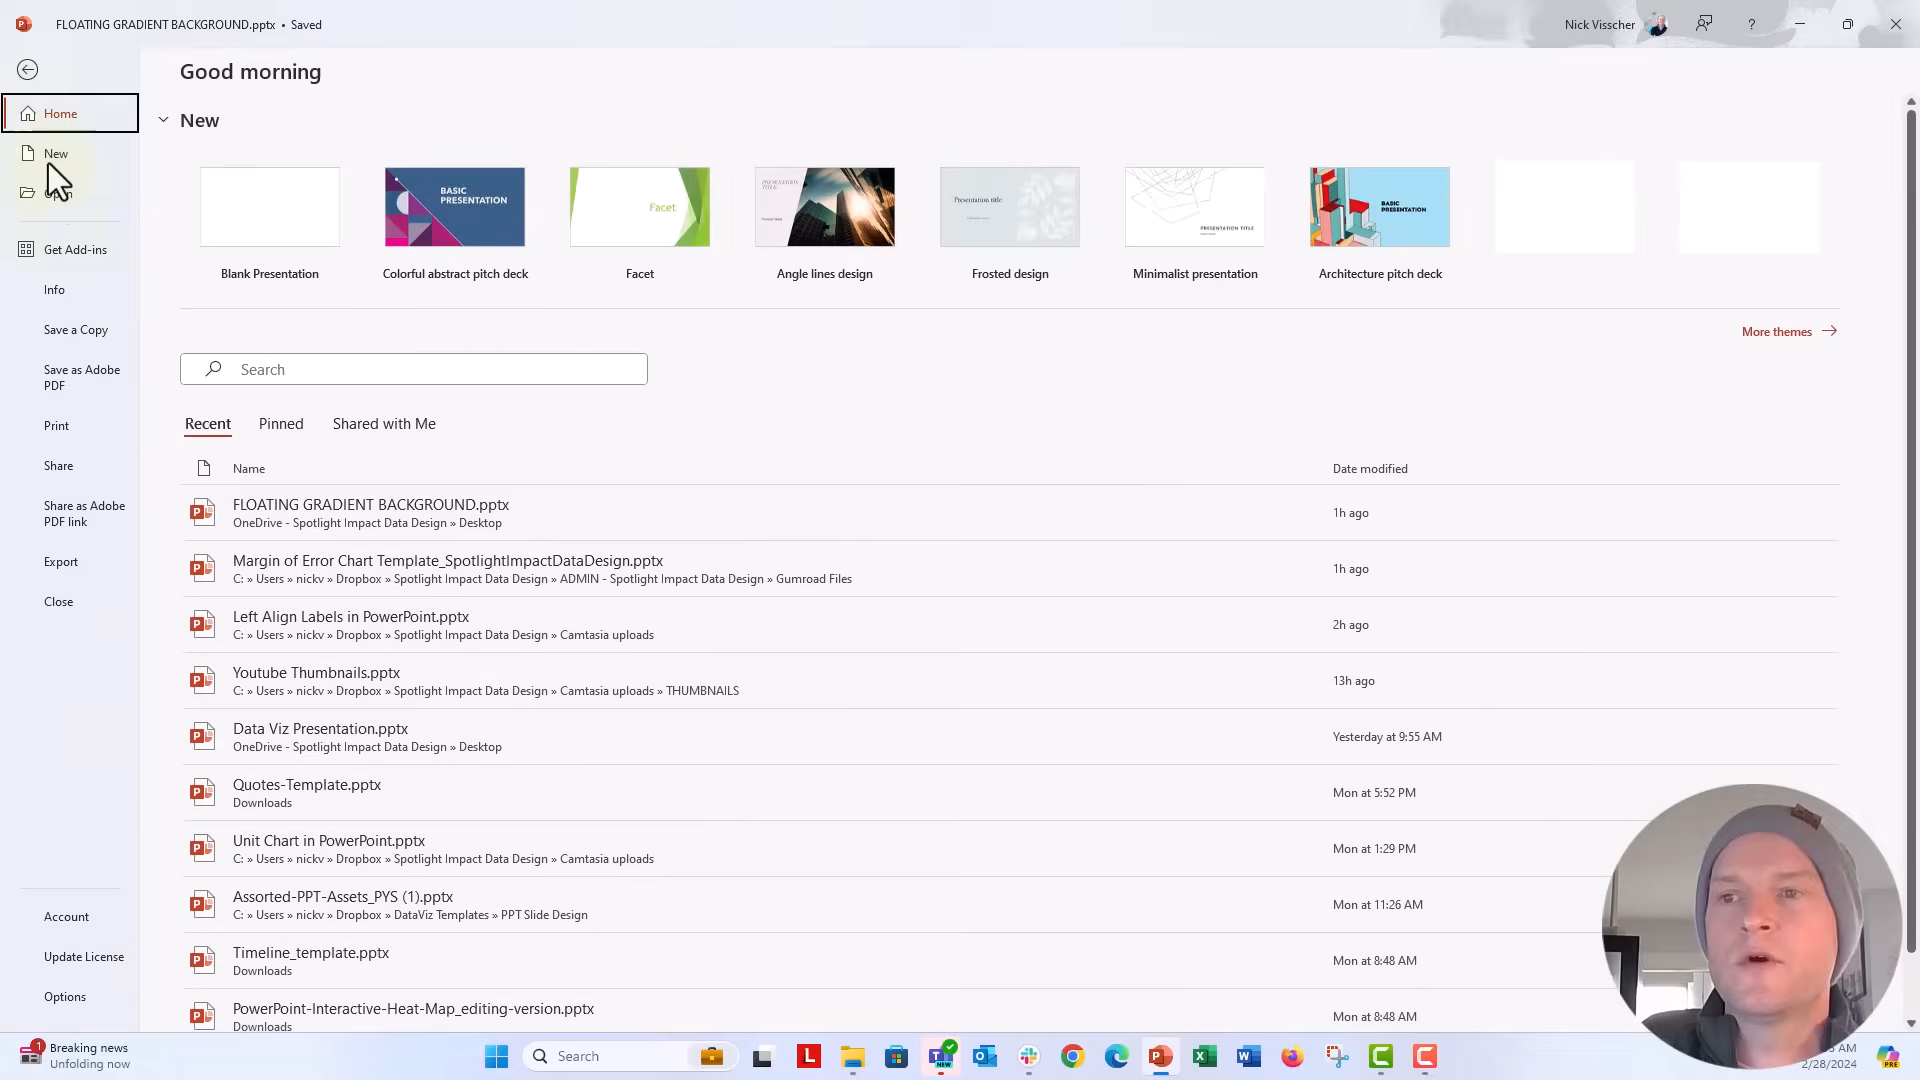 FLOATING GRADIENT BACKGROUND.pptx • Saved
Nick Visscher
Good morning
Home
New
New
BASIC
PRESENTATION
Facet
PRESENTATION
TITLE
Presentation title
PRESENTATION TITLE
BASIC
PRESENTATION
Blank Presentation
Colorful abstract pitch deck
Facet
Angle lines design
Frosted design
Minimalist presentation
Architecture pitch deck
Get Add-ins
Info
Save a Copy
Save as Adobe
PDF
Print
Share
Share as Adobe
PDF link
Export
Close
More themes
Search
Recent
Pinned
Shared with Me
Name
Date modified
FLOATING GRADIENT BACKGROUND.pptx
OneDrive - Spotlight Impact Data Design » Desktop
1h ago
Margin of Error Chart Template_SpotlightImpactDataDesign.pptx
C: » Users » nickv » Dropbox » Spotlight Impact Data Design » ADMIN - Spotlight Impact Data Design » Gumroad Files
1h ago
Left Align Labels in PowerPoint.pptx
C: » Users » nickv » Dropbox » Spotlight Impact Data Design » Camtasia uploads
2h ago
Youtube Thumbnails.pptx
C: » Users » nickv » Dropbox » Spotlight Impact Data Design » Camtasia uploads » THUMBNAILS
13h ago
Data Viz Presentation.pptx
OneDrive - Spotlight Impact Data Design » Desktop
Yesterday at 9:55 AM
Quotes-Template.pptx
Downloads
Mon at 5:52 PM
Unit Chart in PowerPoint.pptx
C: » Users » nickv » Dropbox » Spotlight Impact Data Design » Camtasia uploads
Mon at 1:29 PM
Assorted-PPT-Assets_PYS (1).pptx
C: » Users » nickv » Dropbox » DataViz Templates » PPT Slide Design
Mon at 11:26 AM
Timeline_template.pptx
Downloads
Mon at 8:48 AM
PowerPoint-Interactive-Heat-Map_editing-version.pptx
Downloads
Mon at 8:48 AM
Account
Update License
Options
1
Breaking news
Unfolding now
Search
L
NEW
AM
2/28/2024
PRE